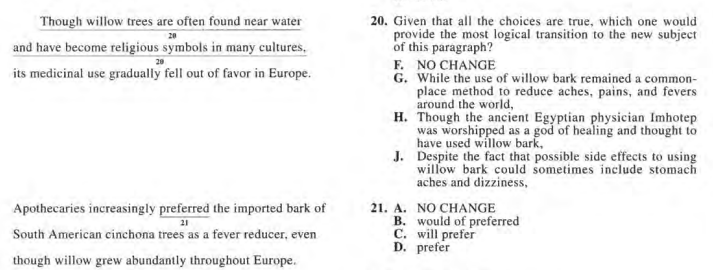 Though willow trees are often found near water
20
and have become religious symbols in many cultures,
20
its medicinal use gradually fell out of favor in Europe.
Apothecaries increasingly preferred the imported bark of
21
South American cinchona trees as a fever reducer, even
though willow grew abundantly throughout Europe.
20. Given that all the choices are true, which one would
provide the most logical transition to the new subject
of this paragraph?
F. NO CHANGE
G. While the use of willow bark remained a common-
place method to reduce aches, pains, and fevers
around the world,
H. Though the ancient Egyptian physician Imhotep
was worshipped as a god of healing and thought to
have used willow bark,
J. Despite the fact that possible side effects to using
willow bark could sometimes include stomach
aches and dizziness,
21. A. NO CHANGE
B. would of preferred
C. will prefer
D. prefer